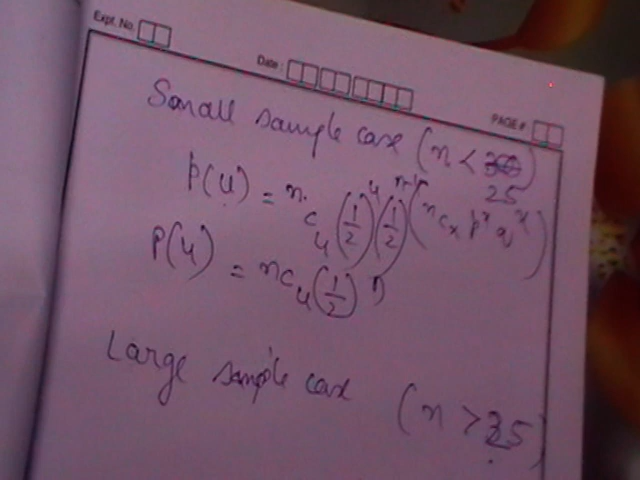 Expt. No.
Date :
PAGE # :
Small sample case (n < 25)
P(u) = nCu (1/2)^u (1/2)^n-u (nCx p^x q^x)
P(u) = nCu (1/2)^n
Large sample case (n > 25)